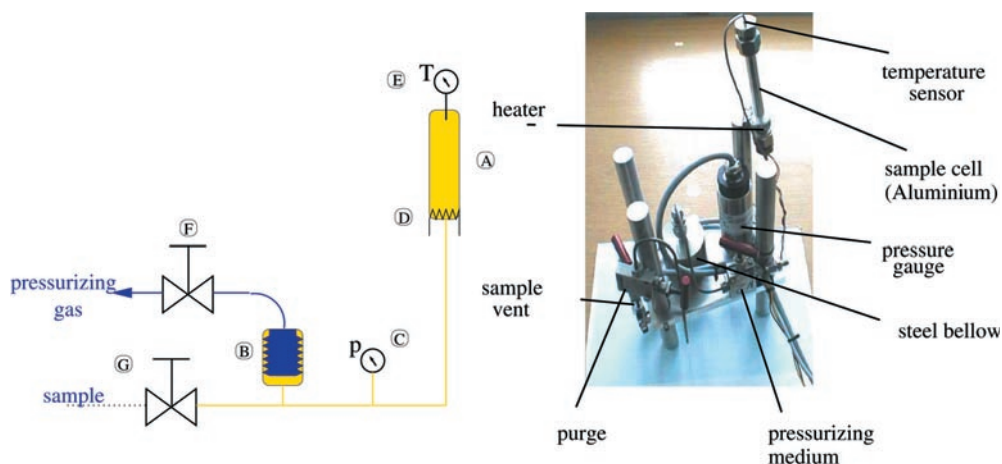 T
E
A
D
F
pressurizing
gas
B
p
C
G
sample
temperature
sensor
heater
sample cell
(Aluminium)
pressure
gauge
sample
vent
steel bellow
purge
pressurizing
medium